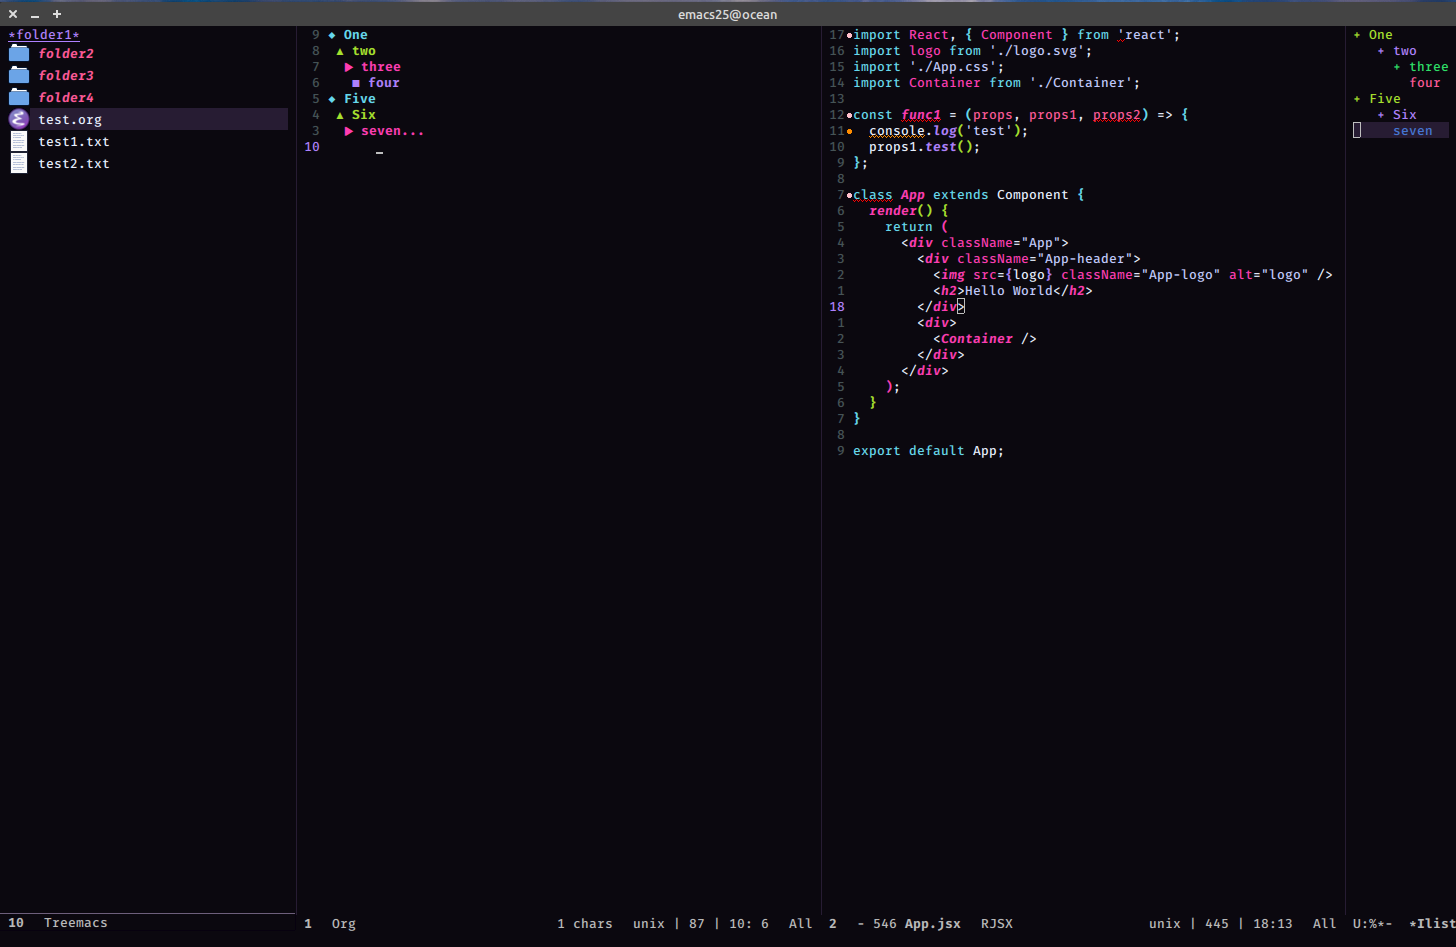 emacs25@ocean
*folder1*
folder2
folder3
folder4
test.org
test1.txt
test2.txt
10 Treemacs
9 ◆ One
8 ▲ two
7 ▶ three
6 ■ four
5 ◆ Five
4 ▲ Six
3 ▶ seven...
10
1 Org 1 chars unix | 87 | 10: 6 All
17 import React, { Component } from 'react';
16 import logo from './logo.svg';
15 import './App.css';
14 import Container from './Container';
13
12 const func1 = (props, props1, props2) => {
11 console.log('test');
10 props1.test();
9 };
8
7 class App extends Component {
6 render() {
5 return (
4 <div className="App">
3 <div className="App-header">
2 <img src={logo} className="App-logo" alt="logo" />
1 <h2>Hello World</h2>
18 </div>
1 <div>
2 <Container />
3 </div>
4 </div>
5 );
6 }
7 }
8
9 export default App;
2 - 546 App.jsx RJSX unix | 445 | 18:13 All
+ One
+ two
+ three
four
+ Five
+ Six
seven
U:%*- *Ilist